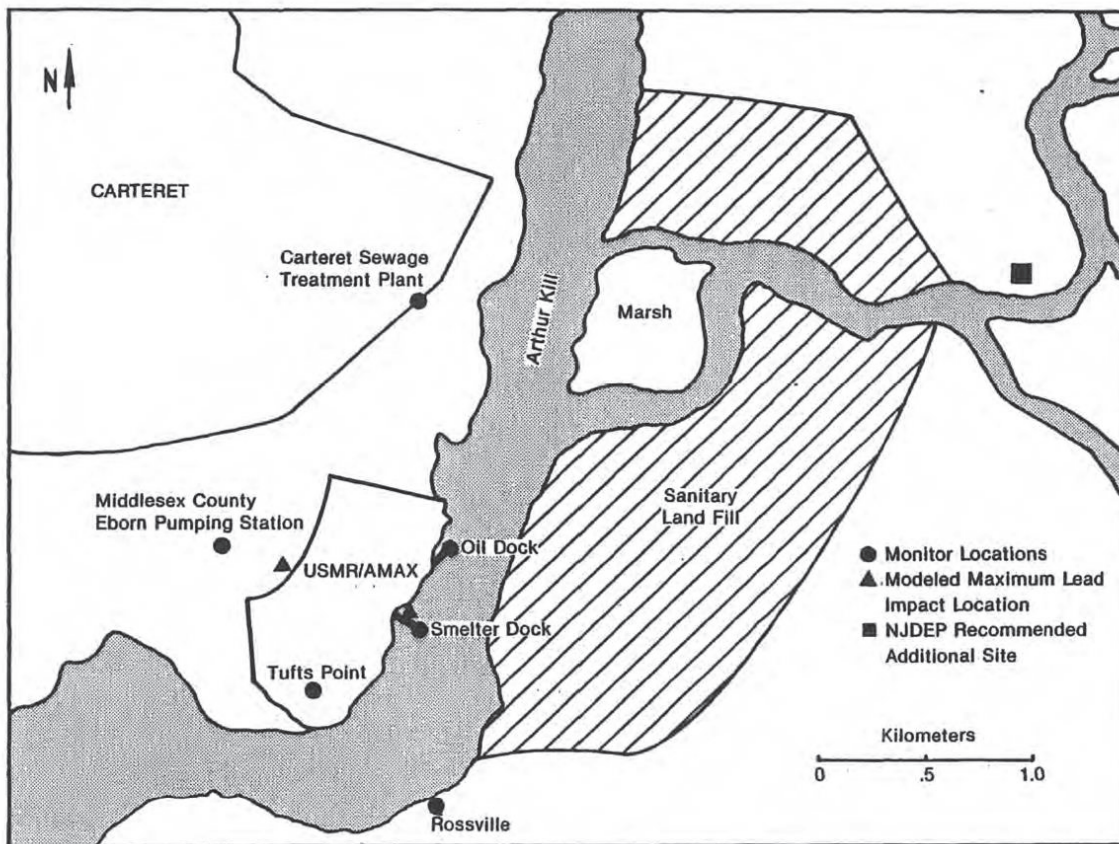 N
CARTERET
Carteret Sewage
Treatment Plant
Arthur Kill
Marsh
Middlesex County
Eborn Pumping Station
Oil Dock
USMR/AMAX
Smelter Dock
Tufts Point
Rossville
Sanitary
Land Fill
Monitor Locations
Modeled Maximum Lead
Impact Location
NJDEP Recommended
Additional Site
Kilometers
0 .5 1.0